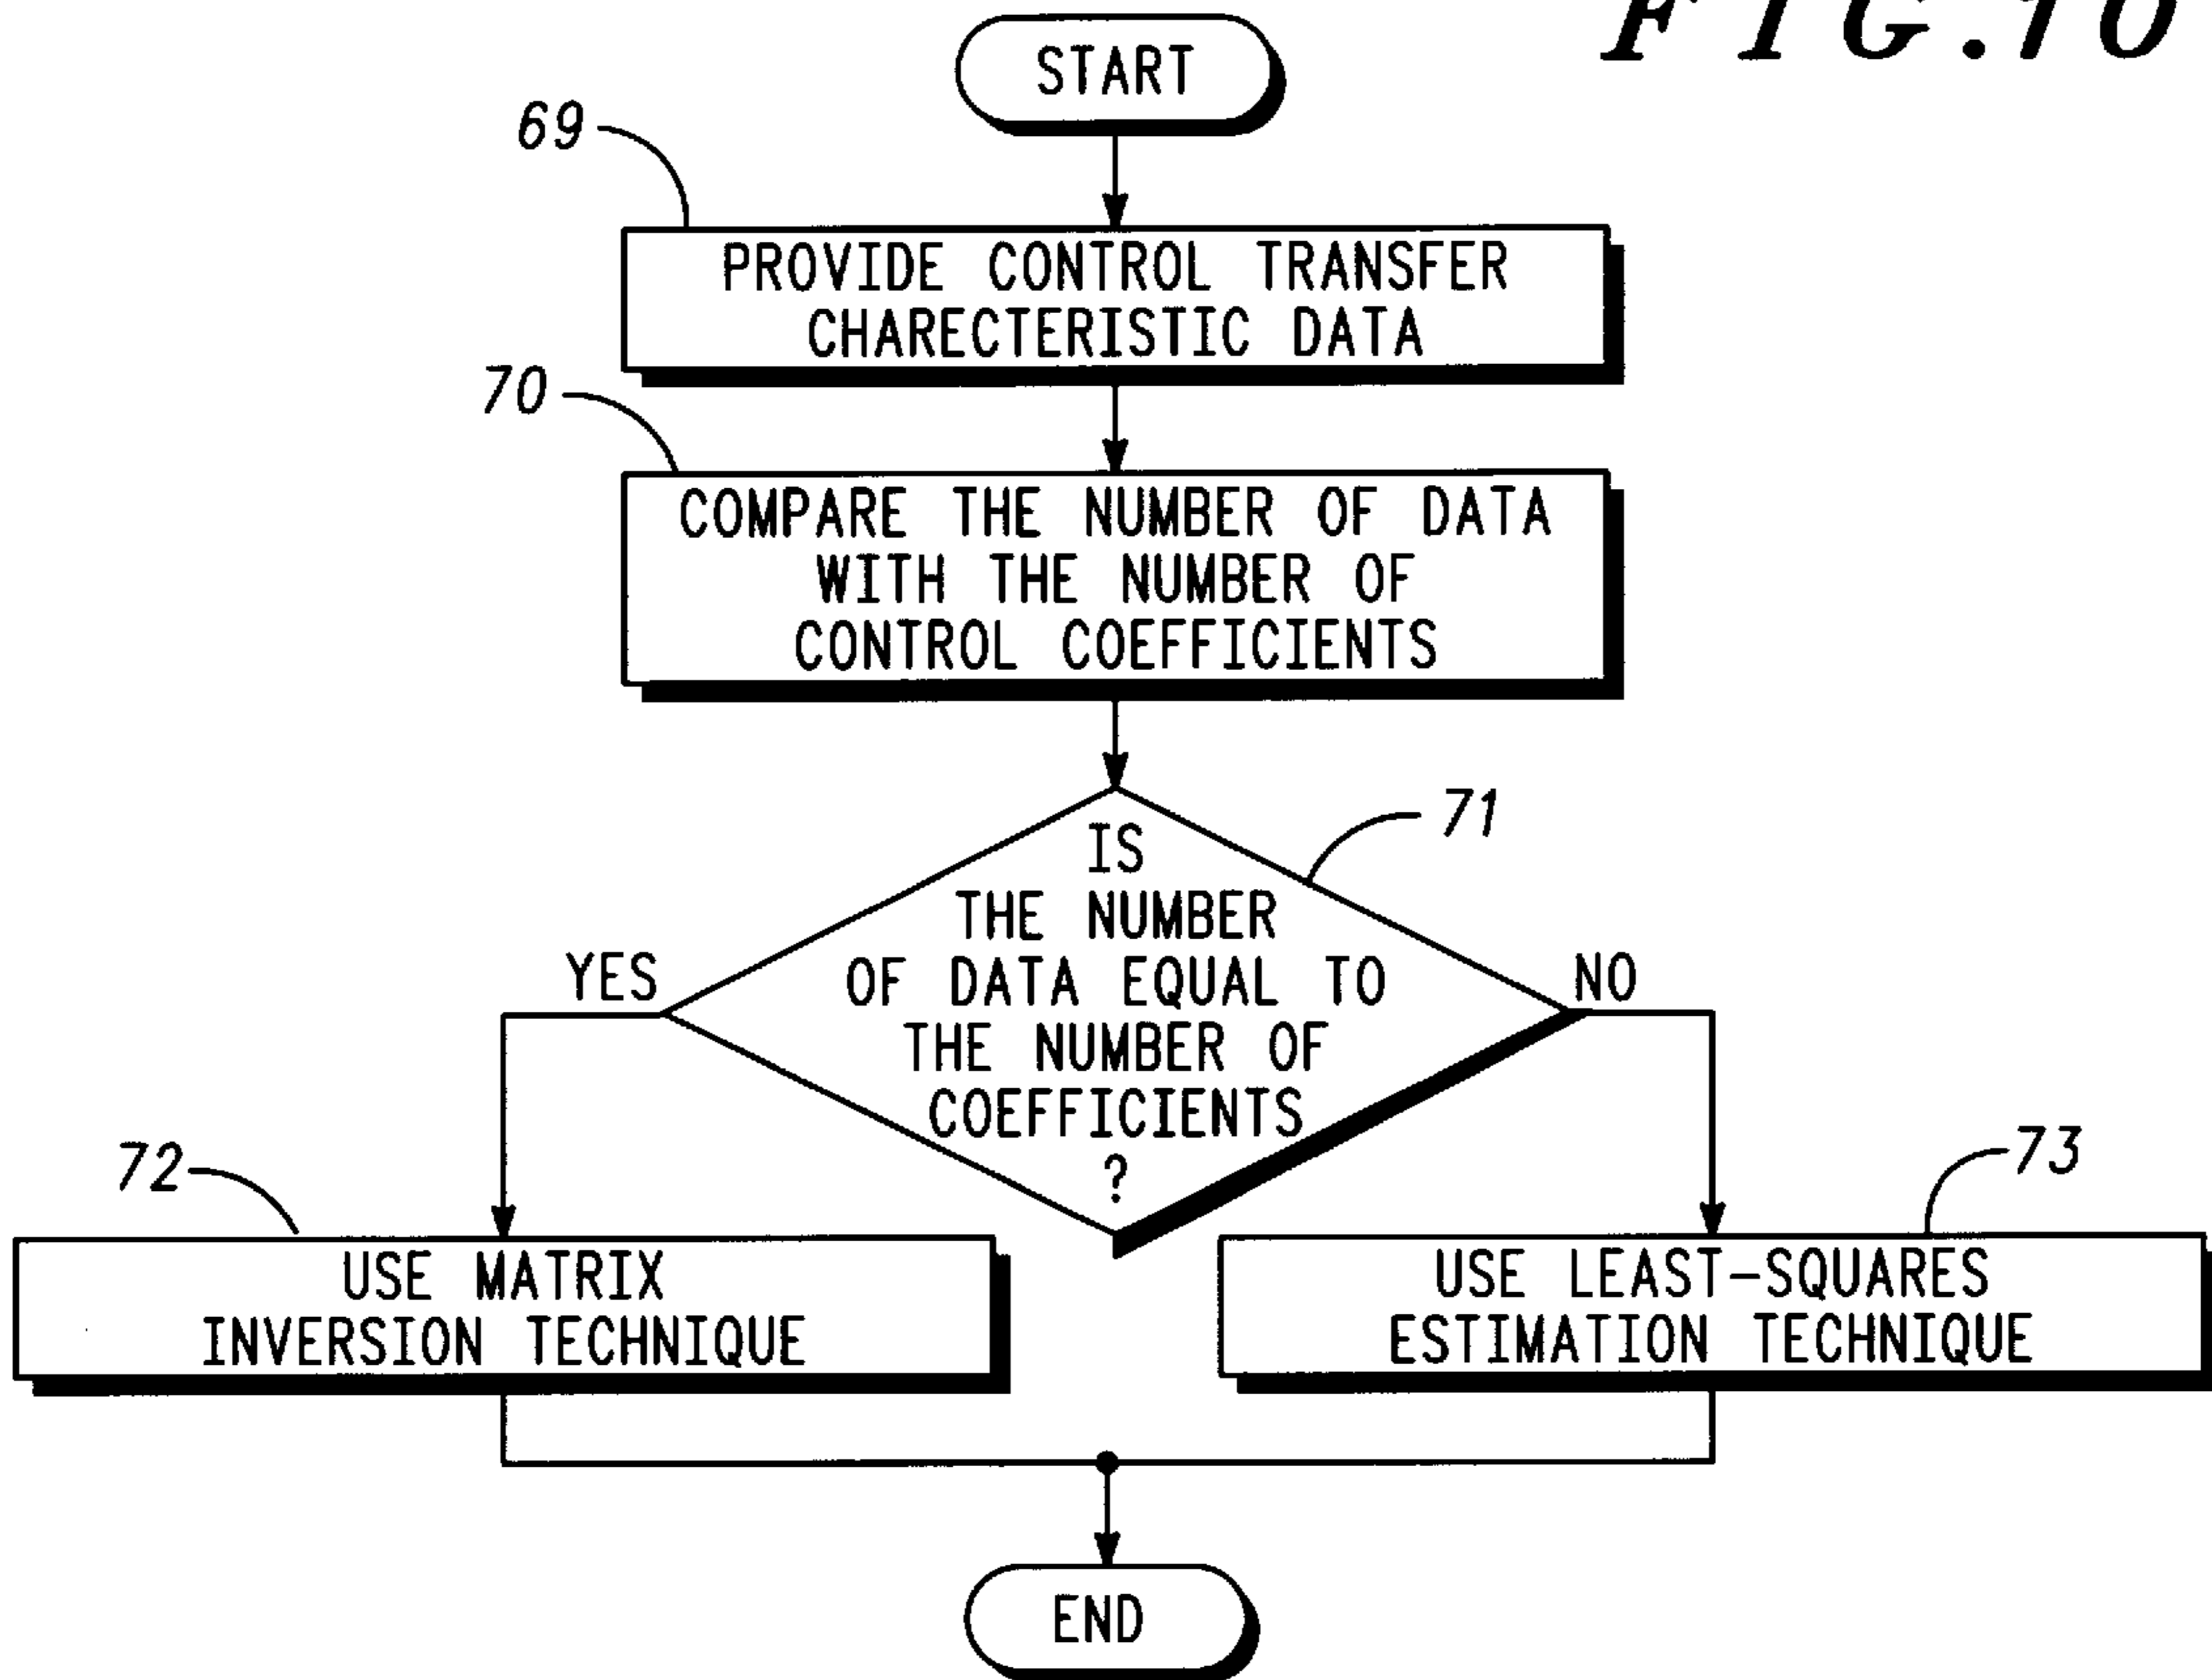 FIG.10
START
69
PROVIDE CONTROL TRANSFER
CHARECTERISTIC DATA
70
COMPARE THE NUMBER OF DATA
WITH THE NUMBER OF
CONTROL COEFFICIENTS
71
IS
THE NUMBER
OF DATA EQUAL TO
THE NUMBER OF
COEFFICIENTS
?
YES
NO
72
USE MATRIX
INVERSION TECHNIQUE
73
USE LEAST-SQUARES
ESTIMATION TECHNIQUE
END